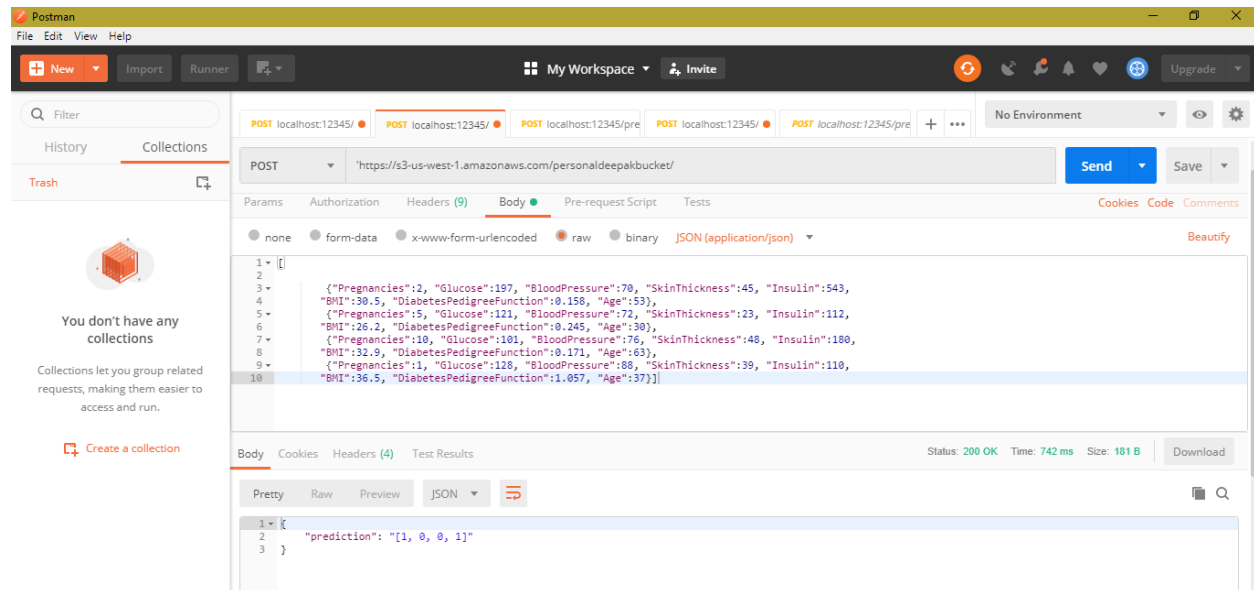 Postman
File Edit View Help
New Import Runner My Workspace Invite Upgrade
Filter
History Collections
Trash
You don't have any
collections
Collections let you group related
requests, making them easier to
access and run.
Create a collection
POST localhost:12345/ POST localhost:12345/ POST localhost:12345/pre POST localhost:12345/ POST localhost:12345/pre + ••• No Environment
POST 'https://s3-us-west-1.amazonaws.com/personaldeepakbucket/ Send Save
Params Authorization Headers (9) Body Pre-request Script Tests Cookies Code Comments
none form-data x-www-form-urlencoded raw binary JSON (application/json) Beautify
1 [
2
3 {"Pregnancies":2, "Glucose":197, "BloodPressure":70, "SkinThickness":45, "Insulin":543,
4 "BMI":30.5, "DiabetesPedigreeFunction":0.158, "Age":53},
5 {"Pregnancies":5, "Glucose":121, "BloodPressure":72, "SkinThickness":23, "Insulin":112,
6 "BMI":26.2, "DiabetesPedigreeFunction":0.245, "Age":30},
7 {"Pregnancies":10, "Glucose":101, "BloodPressure":76, "SkinThickness":48, "Insulin":180,
8 "BMI":32.9, "DiabetesPedigreeFunction":0.171, "Age":63},
9 {"Pregnancies":1, "Glucose":128, "BloodPressure":88, "SkinThickness":39, "Insulin":110,
10 "BMI":36.5, "DiabetesPedigreeFunction":1.057, "Age":37}]
Body Cookies Headers (4) Test Results Status: 200 OK Time: 742 ms Size: 181 B Download
Pretty Raw Preview JSON
1 {
2 "prediction": "[1, 0, 0, 1]"
3 }